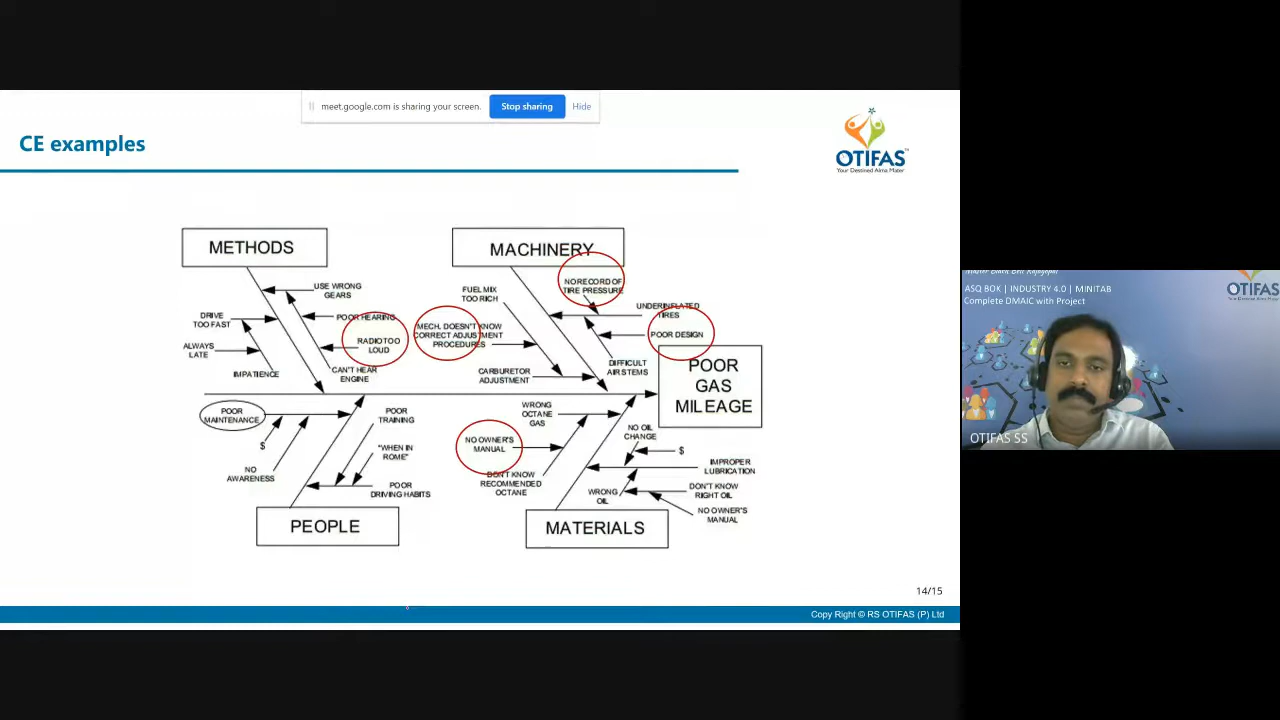 meet.google.com is sharing your screen.
Stop sharing
Hide
CE examples
OTIFAS
Your Destined Alma Mater
METHODS
MACHINERY
USE WRONG
GEARS
POOR HEARING
RADIO TOO
LOUD
CAN'T HEAR
ENGINE
DRIVE
TOO FAST
ALWAYS
LATE
IMPATIENCE
FUEL MIX
TOO RICH
MECH. DOESN'T KNOW
CORRECT ADJUSTMENT
PROCEDURES
CARBURETOR
ADJUSTMENT
NO RECORD OF
TIRE PRESSURE
UNDERINFLATED
TIRES
POOR DESIGN
DIFFICULT
AIR STEMS
POOR
GAS
MILEAGE
POOR
MAINTENANCE
$
NO
AWARENESS
POOR
TRAINING
"WHEN IN
ROME"
POOR
DRIVING HABITS
PEOPLE
WRONG
OCTANE
GAS
NO OWNER'S
MANUAL
DON'T KNOW
RECOMMENDED
OCTANE
NO OIL
CHANGE
$
IMPROPER
LUBRICATION
WRONG
OIL
DON'T KNOW
RIGHT OIL
NO OWNER'S
MANUAL
MATERIALS
14/15
Copy Right © RS OTIFAS (P) Ltd
ASQ BOK | INDUSTRY 4.0 | MINITAB
Complete DMAIC with Project
OTIFAS
OTIFAS SS